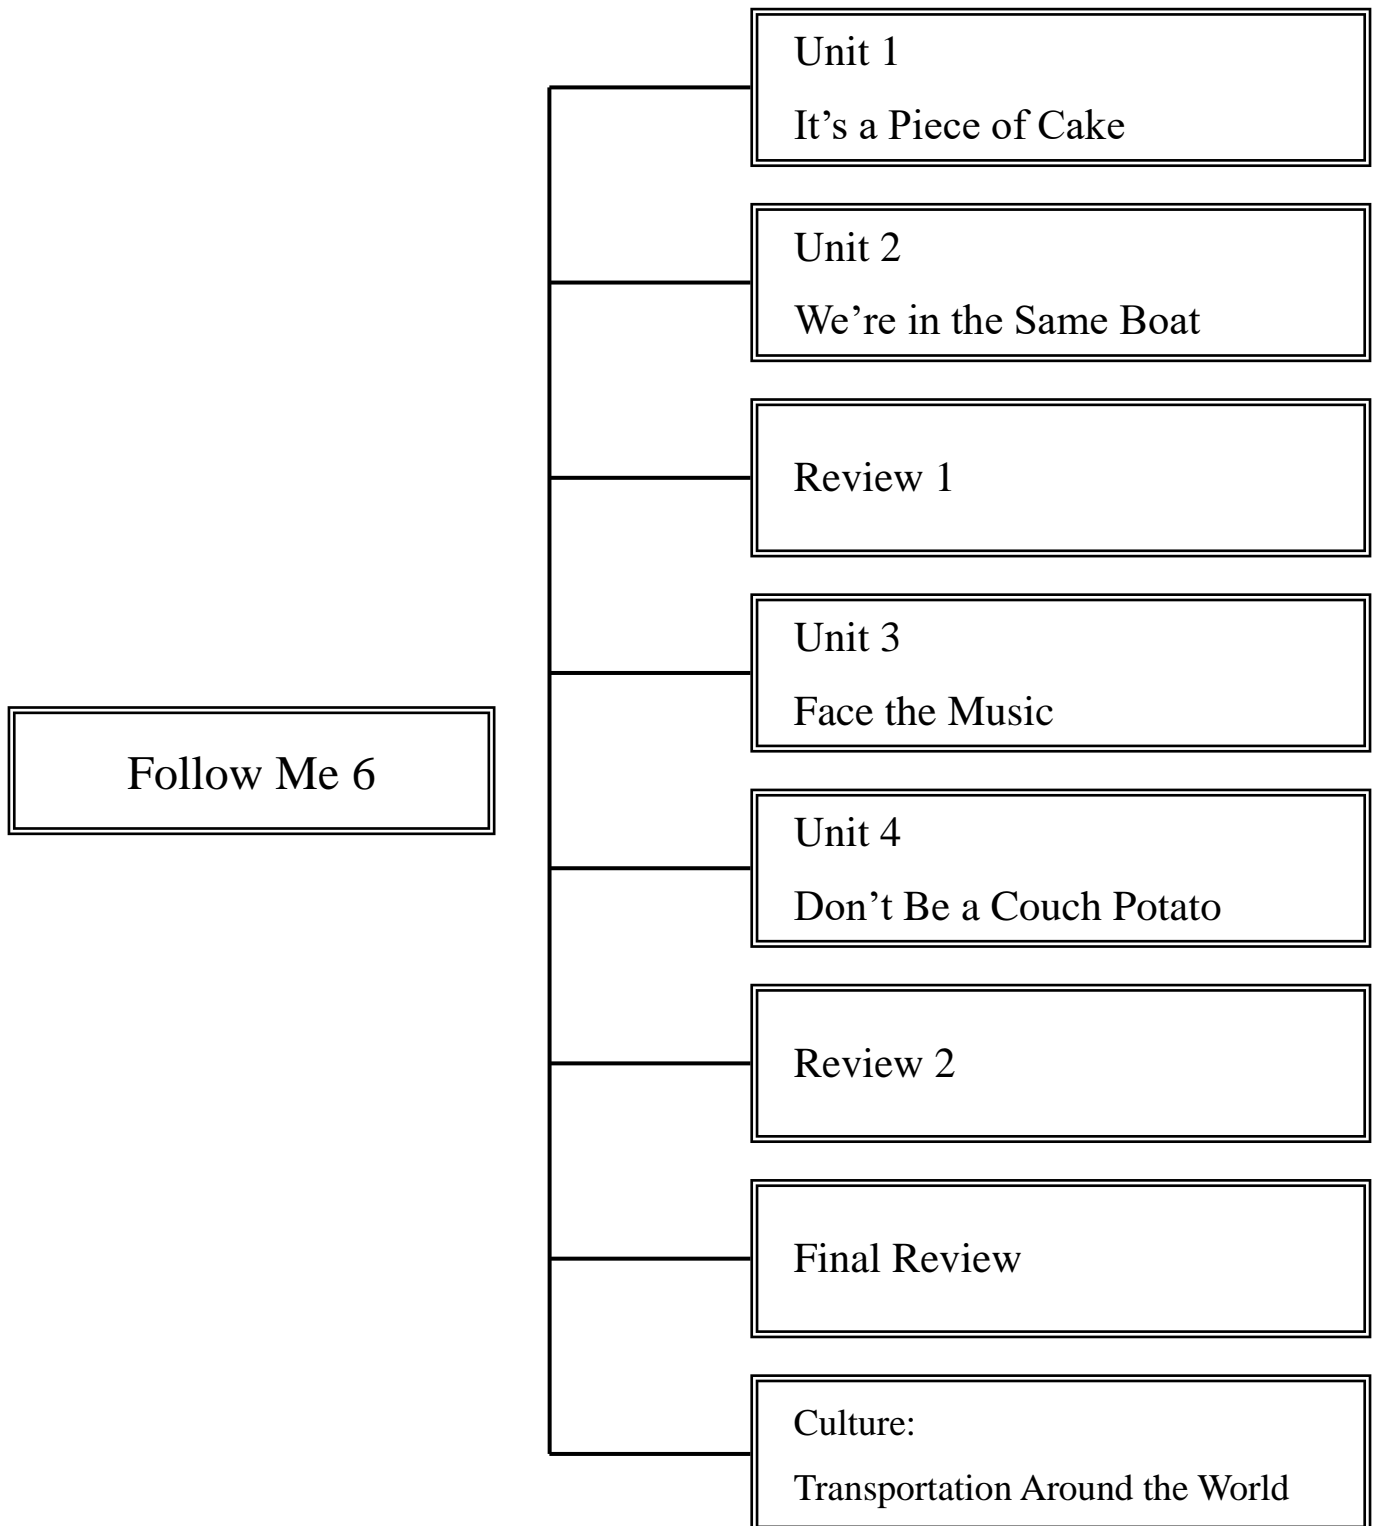 Unit 1
It’s a Piece of Cake
Unit 2
We’re in the Same Boat
Review 1
Unit 3
Face the Music
Follow Me 6
Unit 4
Don’t Be a Couch Potato
Review 2
Final Review
Culture:
Transportation Around the World